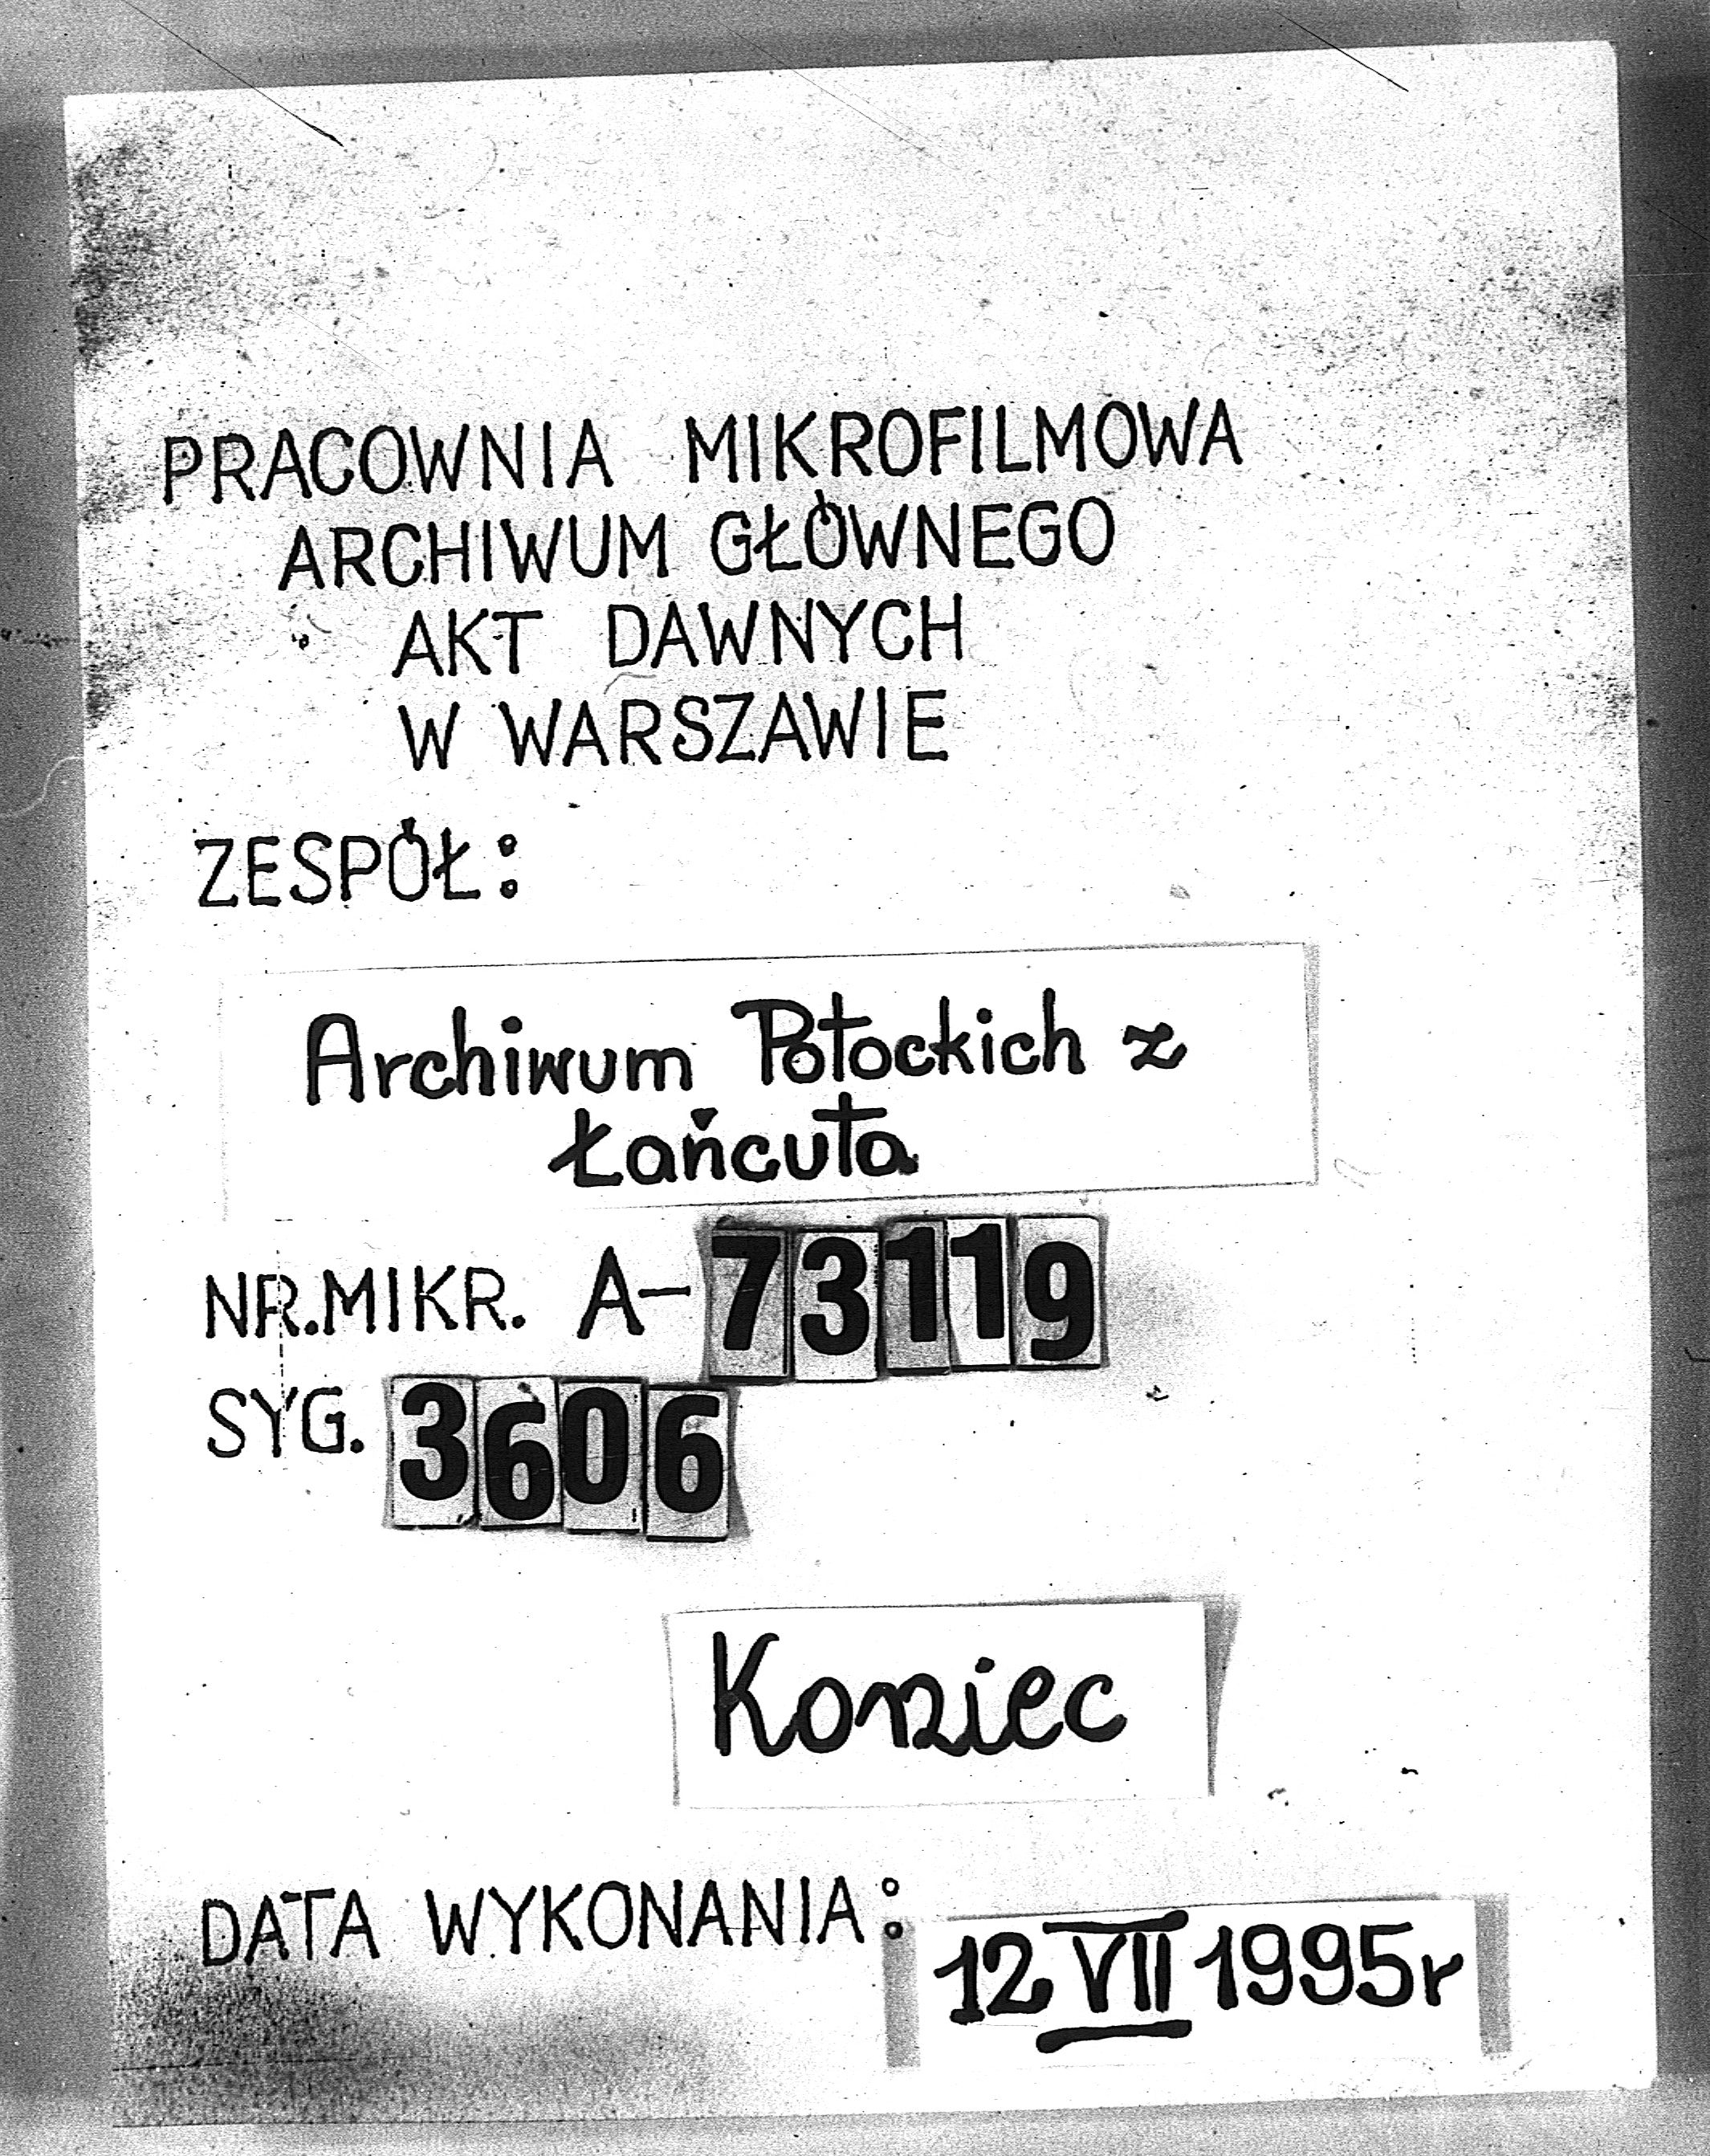 PRACOWNIA MIKROFILMOWA
ARCHIWUM GŁÓWNEGO
AKT DAWNYCH
W WARSZAWIE
ZESPÓŁ:
Archiwum Potockich z
Łańcuta
NR.MIKR. A-73119
SYG. 3606
Koniec
DATA WYKONANIA: 12 VII 1995r